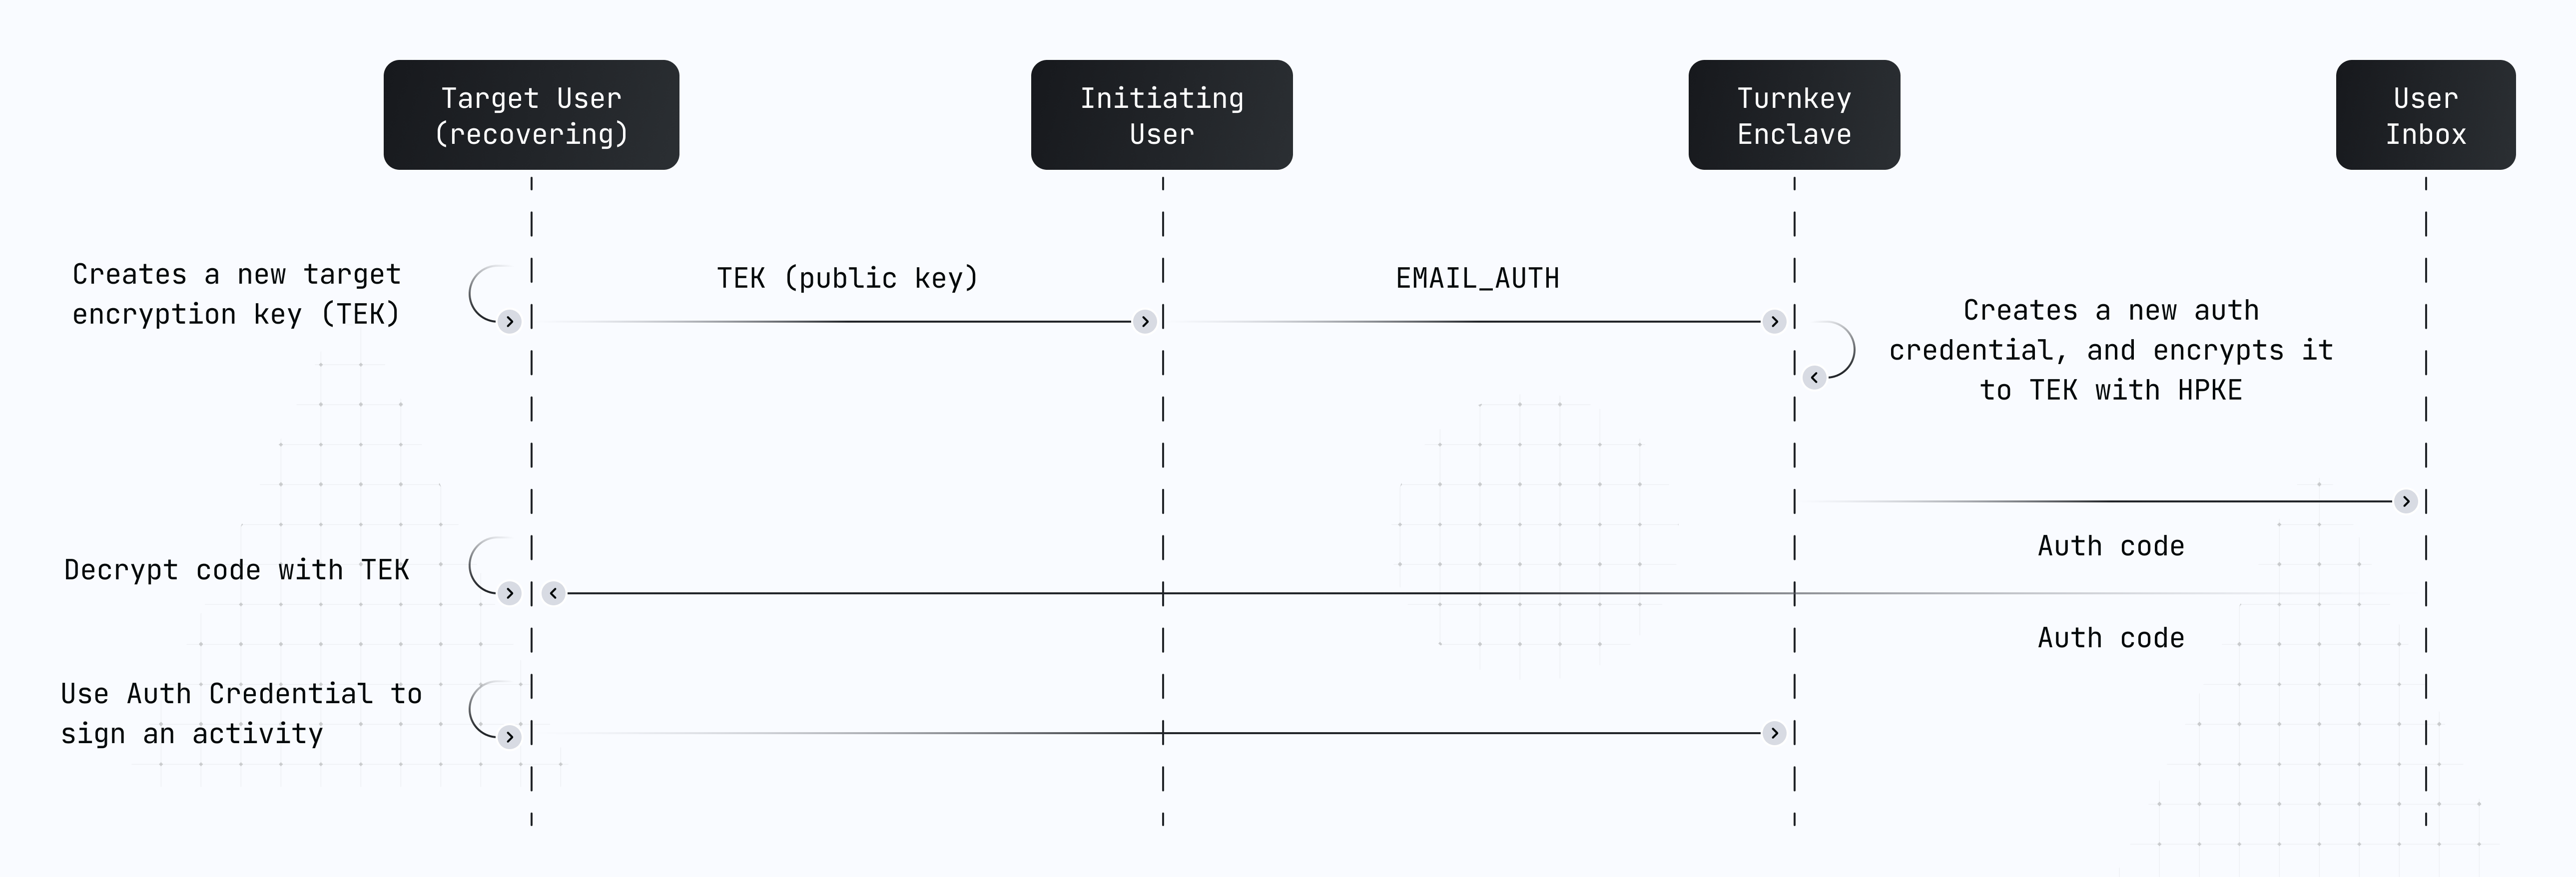 Target User
(recovering)
Initiating
User
Turnkey
Enclave
User
Inbox
Creates a new target
encryption key (TEK)
TEK (public key)
EMAIL_AUTH
Creates a new auth
credential, and encrypts it
to TEK with HPKE
Auth code
Decrypt code with TEK
Auth code
Use Auth Credential to
sign an activity